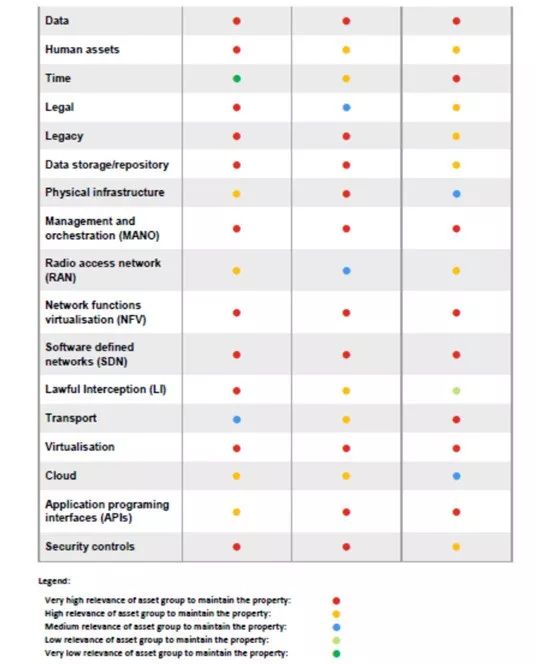 Data
Human assets
Time
Legal
Legacy
Data storage/repository
Physical infrastructure
Management and
orchestration (MANO)
Radio access network
(RAN)
Network functions
virtualisation (NFV)
Software defined
networks (SDN)
Lawful Interception (LI)
Transport
Virtualisation
Cloud
Application programing
interfaces (APIs)
Security controls
Legend:
Very high relevance of asset group to maintain the property:
High relevance of asset group to maintain the property:
Medium relevance of asset group to maintain the property:
Low relevance of asset group to maintain the property:
Very low relevance of asset group to maintain the property: